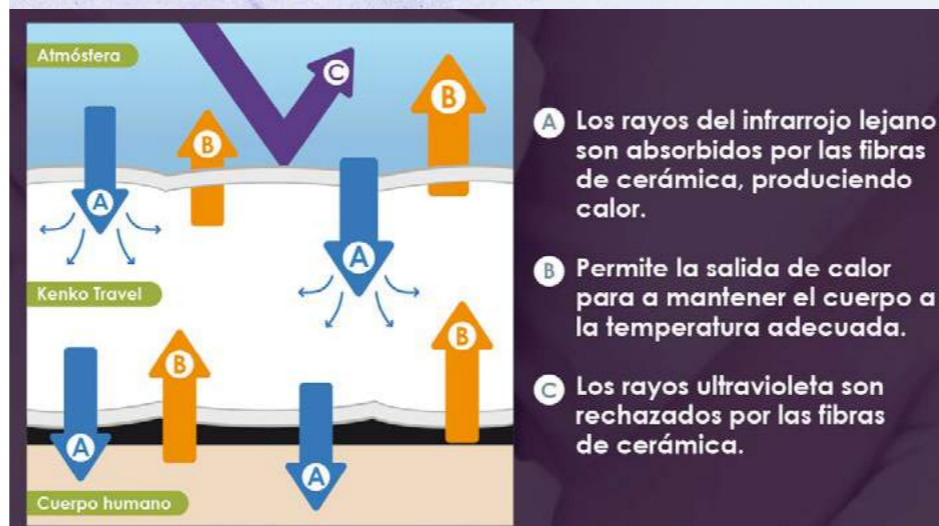 Atmósfera
C
B
B
A
A
Kenko Travel
B
B
A
A
Cuerpo humano
A Los rayos del infrarrojo lejano
son absorbidos por las fibras
de cerámica, produciendo
calor.
B Permite la salida de calor
para a mantener el cuerpo a
la temperatura adecuada.
C Los rayos ultravioleta son
rechazados por las fibras
de cerámica.